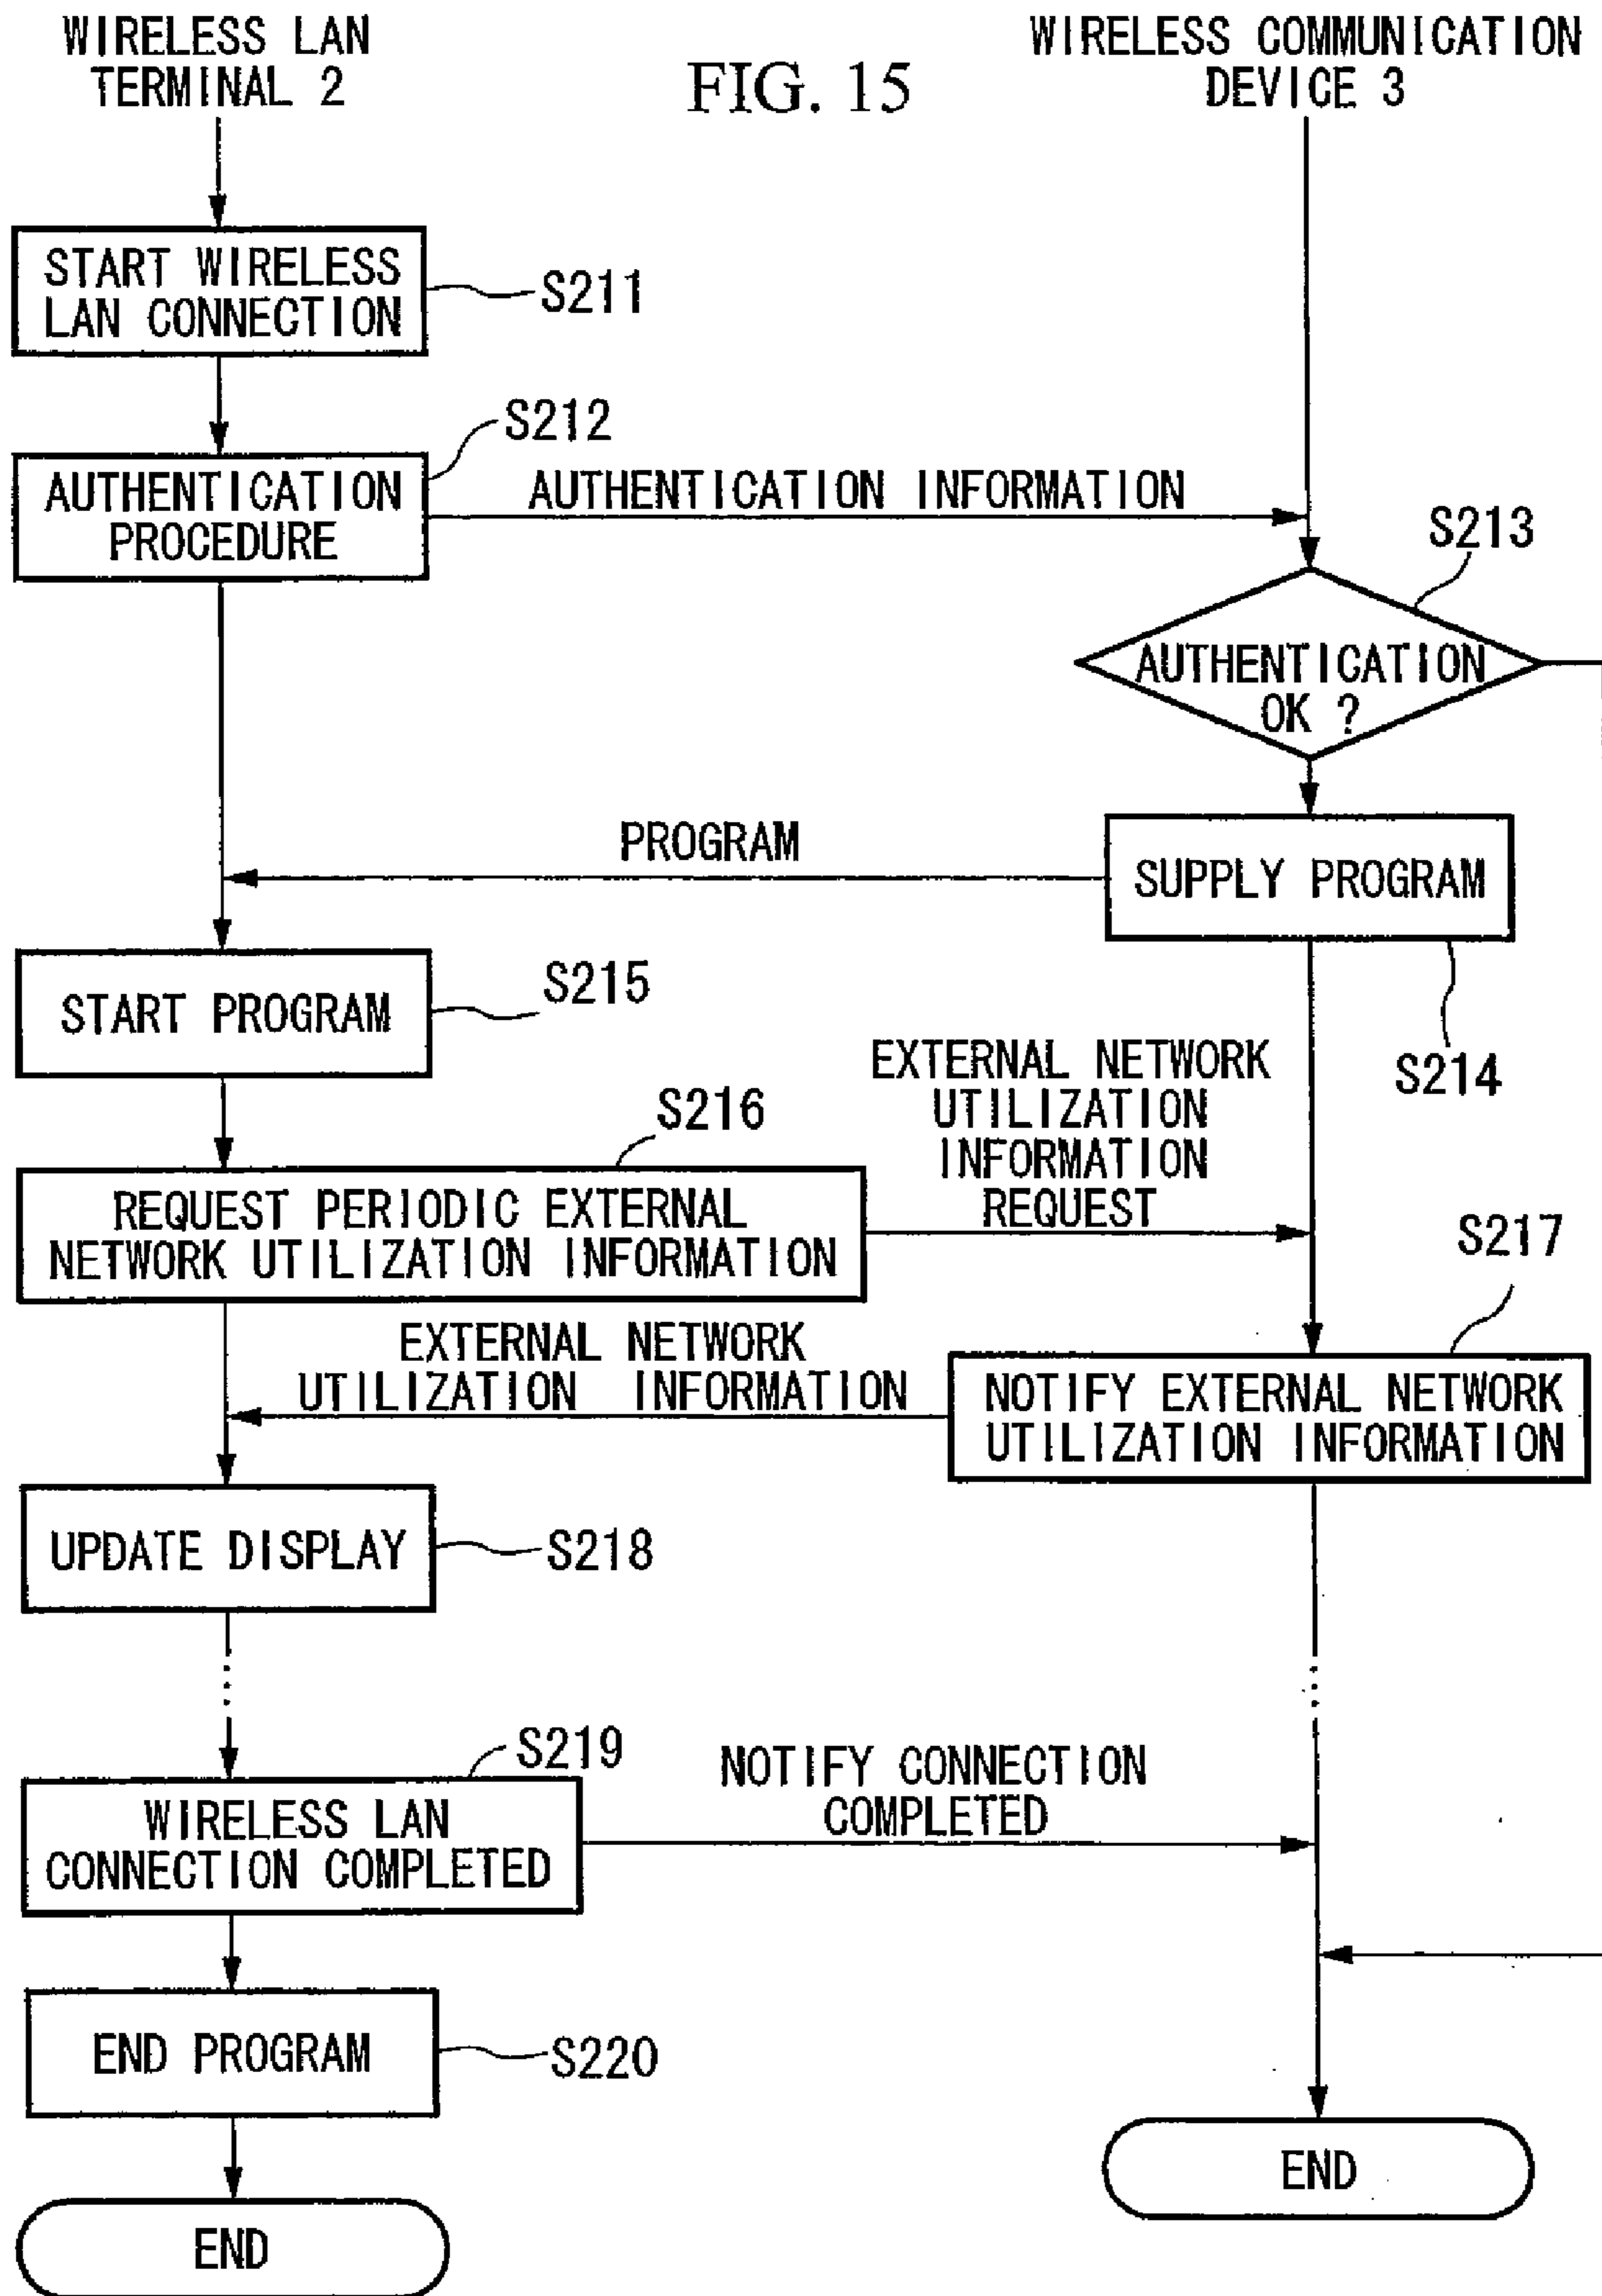 WIRELESS LAN
TERMINAL 2
FIG. 15
WIRELESS COMMUNICATION
DEVICE 3
START WIRELESS
LAN CONNECTION
S211
S212
AUTHENTICATION
PROCEDURE
AUTHENTICATION INFORMATION
S213
AUTHENTICATION
OK ?
PROGRAM
SUPPLY PROGRAM
S214
START PROGRAM
S215
S216
EXTERNAL NETWORK
UTILIZATION
INFORMATION
REQUEST
REQUEST PERIODIC EXTERNAL
NETWORK UTILIZATION INFORMATION
S217
EXTERNAL NETWORK
UTILIZATION INFORMATION
NOTIFY EXTERNAL NETWORK
UTILIZATION INFORMATION
UPDATE DISPLAY
S218
S219
WIRELESS LAN
CONNECTION COMPLETED
NOTIFY CONNECTION
COMPLETED
END PROGRAM
S220
END
END